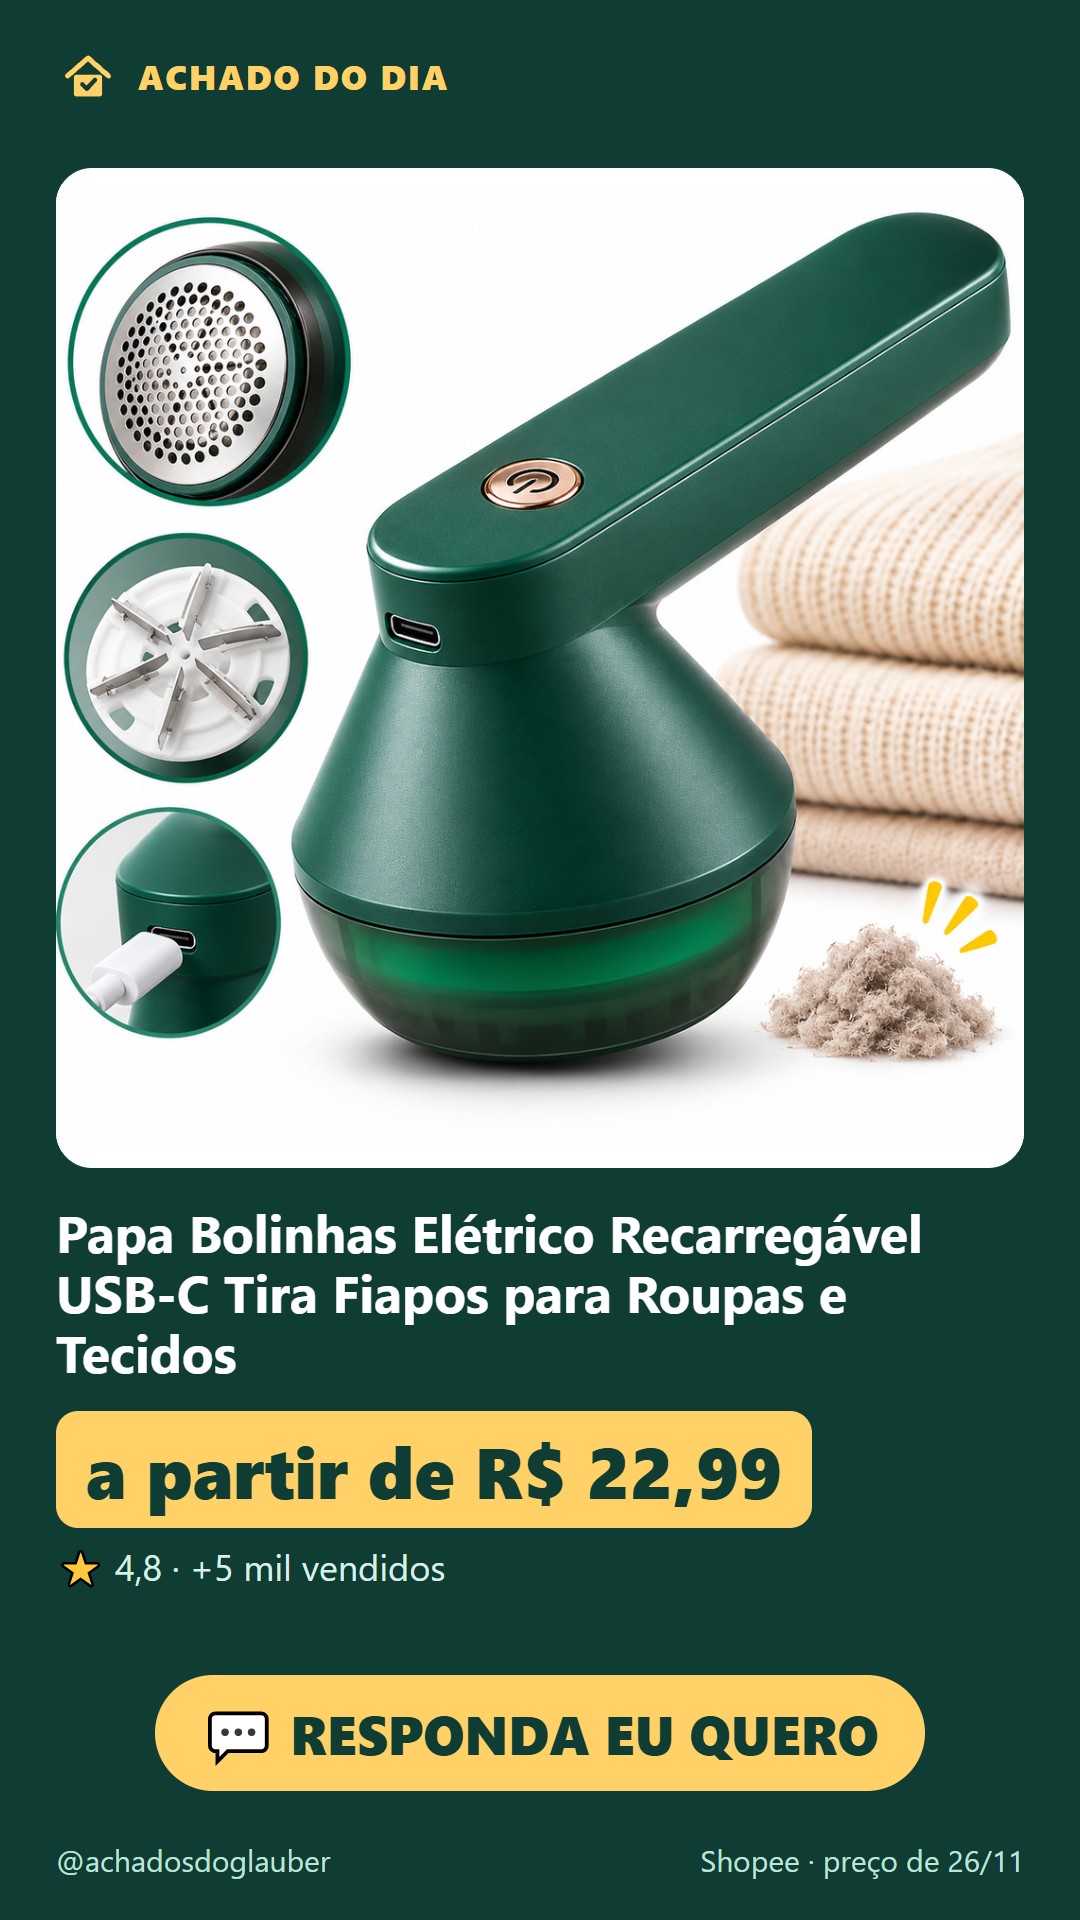 ACHADO DO DIA
Papa Bolinhas Elétrico Recarregável
USB-C Tira Fiapos para Roupas e
Tecidos
a partir de R$ 22,99
4,8 · +5 mil vendidos
RESPONDA EU QUERO
@achadosdoglauber
Shopee · preço de 26/11